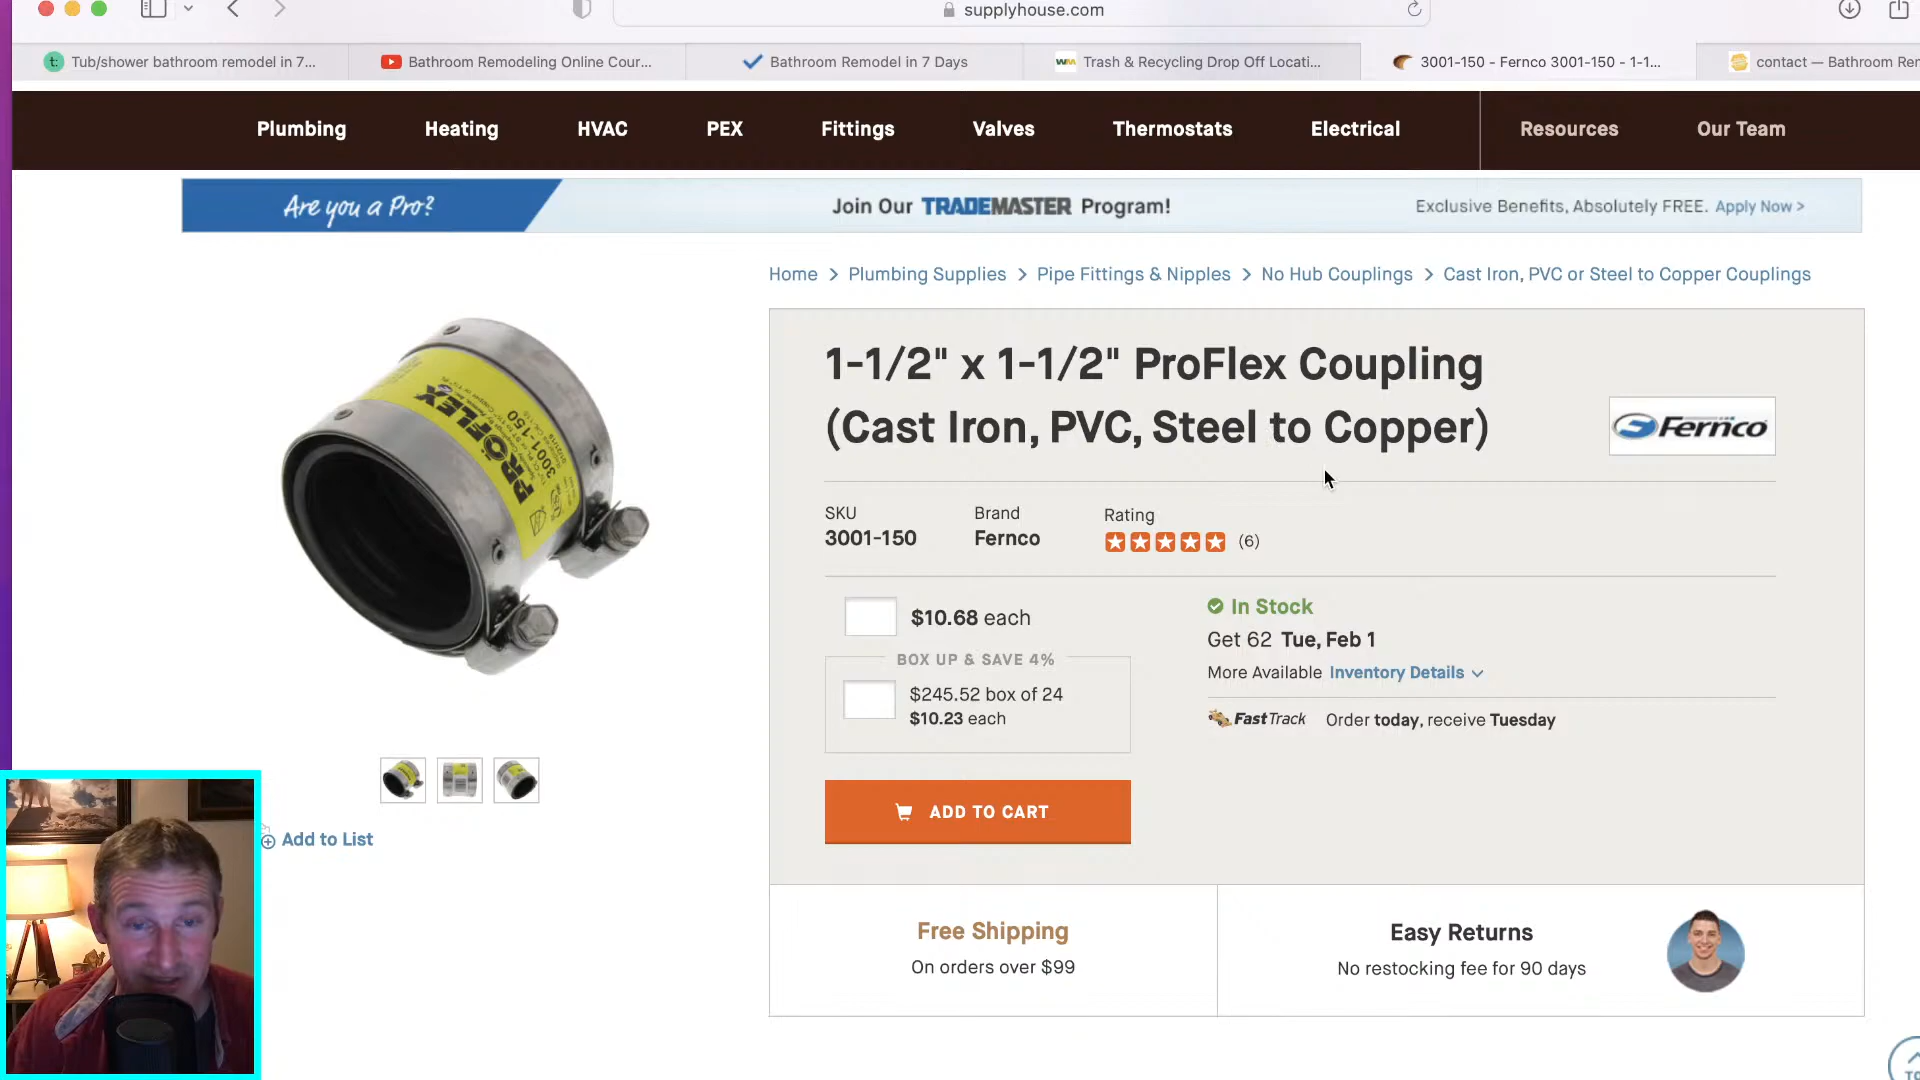 supplyhouse.com
Tub/shower bathroom remodel in 7...
Bathroom Remodeling Online Cour...
Bathroom Remodel in 7 Days
Trash & Recycling Drop Off Locati...
3001-150 - Fernco 3001-150 - 1-1...
contact — Bathroom Ren
Plumbing
Heating
HVAC
PEX
Fittings
Valves
Thermostats
Electrical
Resources
Our Team
Are you a Pro?
Join Our TRADEMASTER Program!
Exclusive Benefits, Absolutely FREE. Apply Now >
Home > Plumbing Supplies > Pipe Fittings & Nipples > No Hub Couplings > Cast Iron, PVC or Steel to Copper Couplings
1-1/2" x 1-1/2" ProFlex Coupling
(Cast Iron, PVC, Steel to Copper)
Fernco
PROFLEX
3001-150
PROFLEX
SKU
3001-150
Brand
Fernco
Rating
(6)
$10.68 each
BOX UP & SAVE 4%
$245.52 box of 24
$10.23 each
In Stock
Get 62 Tue, Feb 1
More Available Inventory Details
FastTrack Order today, receive Tuesday
ADD TO CART
Add to List
Free Shipping
On orders over $99
Easy Returns
No restocking fee for 90 days